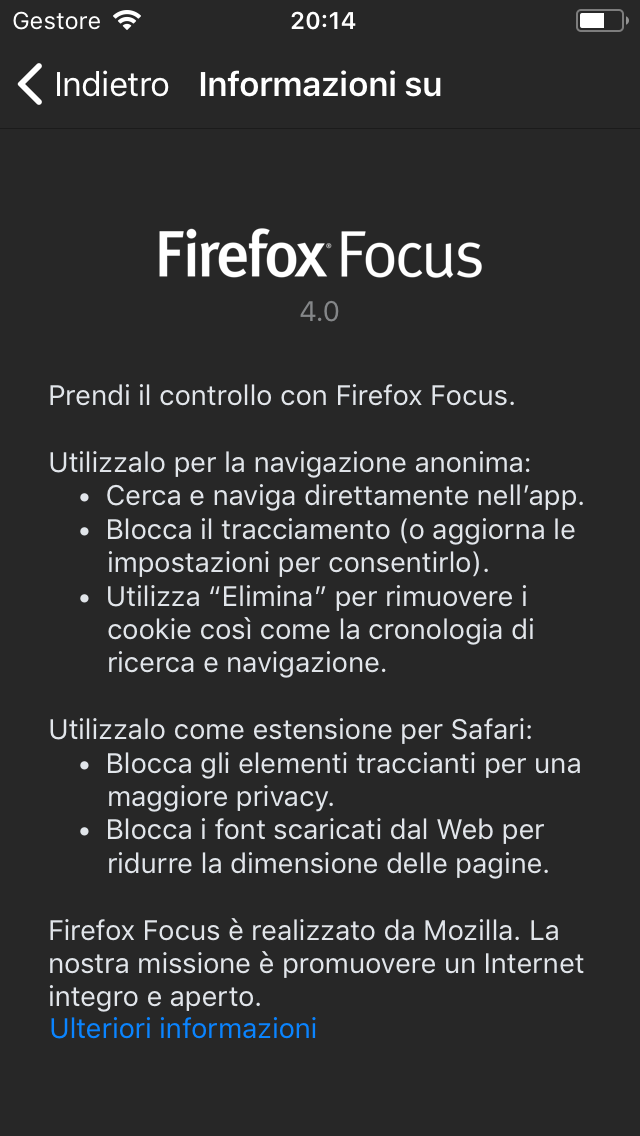 Gestore 20:14
Indietro Informazioni su
Firefox® Focus
4.0
Prendi il controllo con Firefox Focus.
Utilizzalo per la navigazione anonima:
• Cerca e naviga direttamente nell’app.
• Blocca il tracciamento (o aggiorna le
impostazioni per consentirlo).
• Utilizza “Elimina” per rimuovere i
cookie così come la cronologia di
ricerca e navigazione.
Utilizzalo come estensione per Safari:
• Blocca gli elementi traccianti per una
maggiore privacy.
• Blocca i font scaricati dal Web per
ridurre la dimensione delle pagine.
Firefox Focus è realizzato da Mozilla. La
nostra missione è promuovere un Internet
integro e aperto.
Ulteriori informazioni